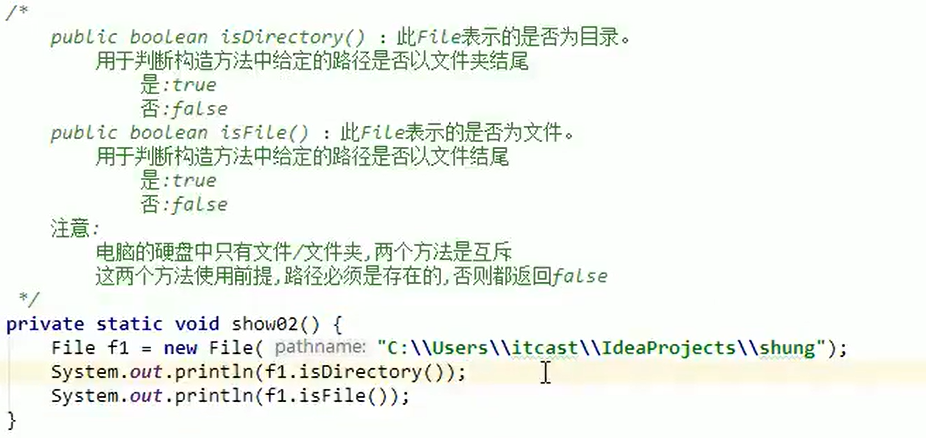 /*
public boolean isDirectory() ：此File表示的是否为目录。
用于判断构造方法中给定的路径是否以文件夹结尾
是:true
否:false
public boolean isFile() ：此File表示的是否为文件。
用于判断构造方法中给定的路径是否以文件结尾
是:true
否:false
注意:
电脑的硬盘中只有文件/文件夹,两个方法是互斥
这两个方法使用前提,路径必须是存在的,否则都返回false
*/
private static void show02() {
File f1 = new File( pathname: "C:\\Users\\itcast\\IdeaProjects\\shung");
System.out.println(f1.isDirectory());
System.out.println(f1.isFile());
}